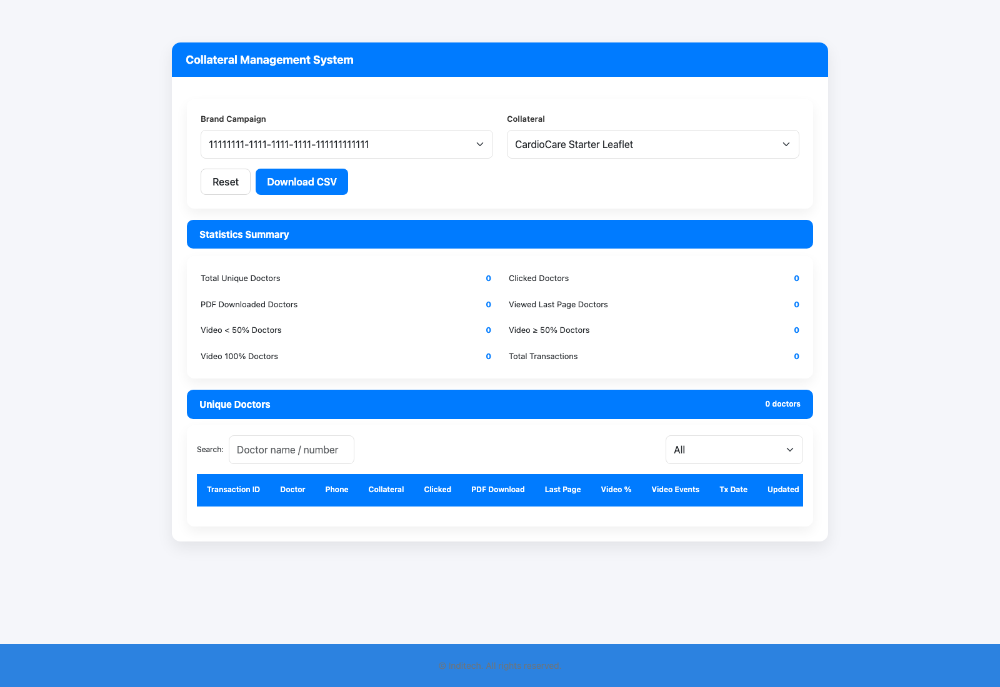 Collateral Management System
Brand Campaign
Collateral
11111111-1111-1111-1111-111111111111
CardioCare Starter Leaflet
Reset
Download CSV
Statistics Summary
Total Unique Doctors 0
Clicked Doctors 0
PDF Downloaded Doctors 0
Viewed Last Page Doctors 0
Video < 50% Doctors 0
Video ≥ 50% Doctors 0
Video 100% Doctors 0
Total Transactions 0
Unique Doctors
0 doctors
Search:
Doctor name / number
All
Transaction ID Doctor Phone Collateral Clicked PDF Download Last Page Video % Video Events Tx Date Updated
All rights reserved.